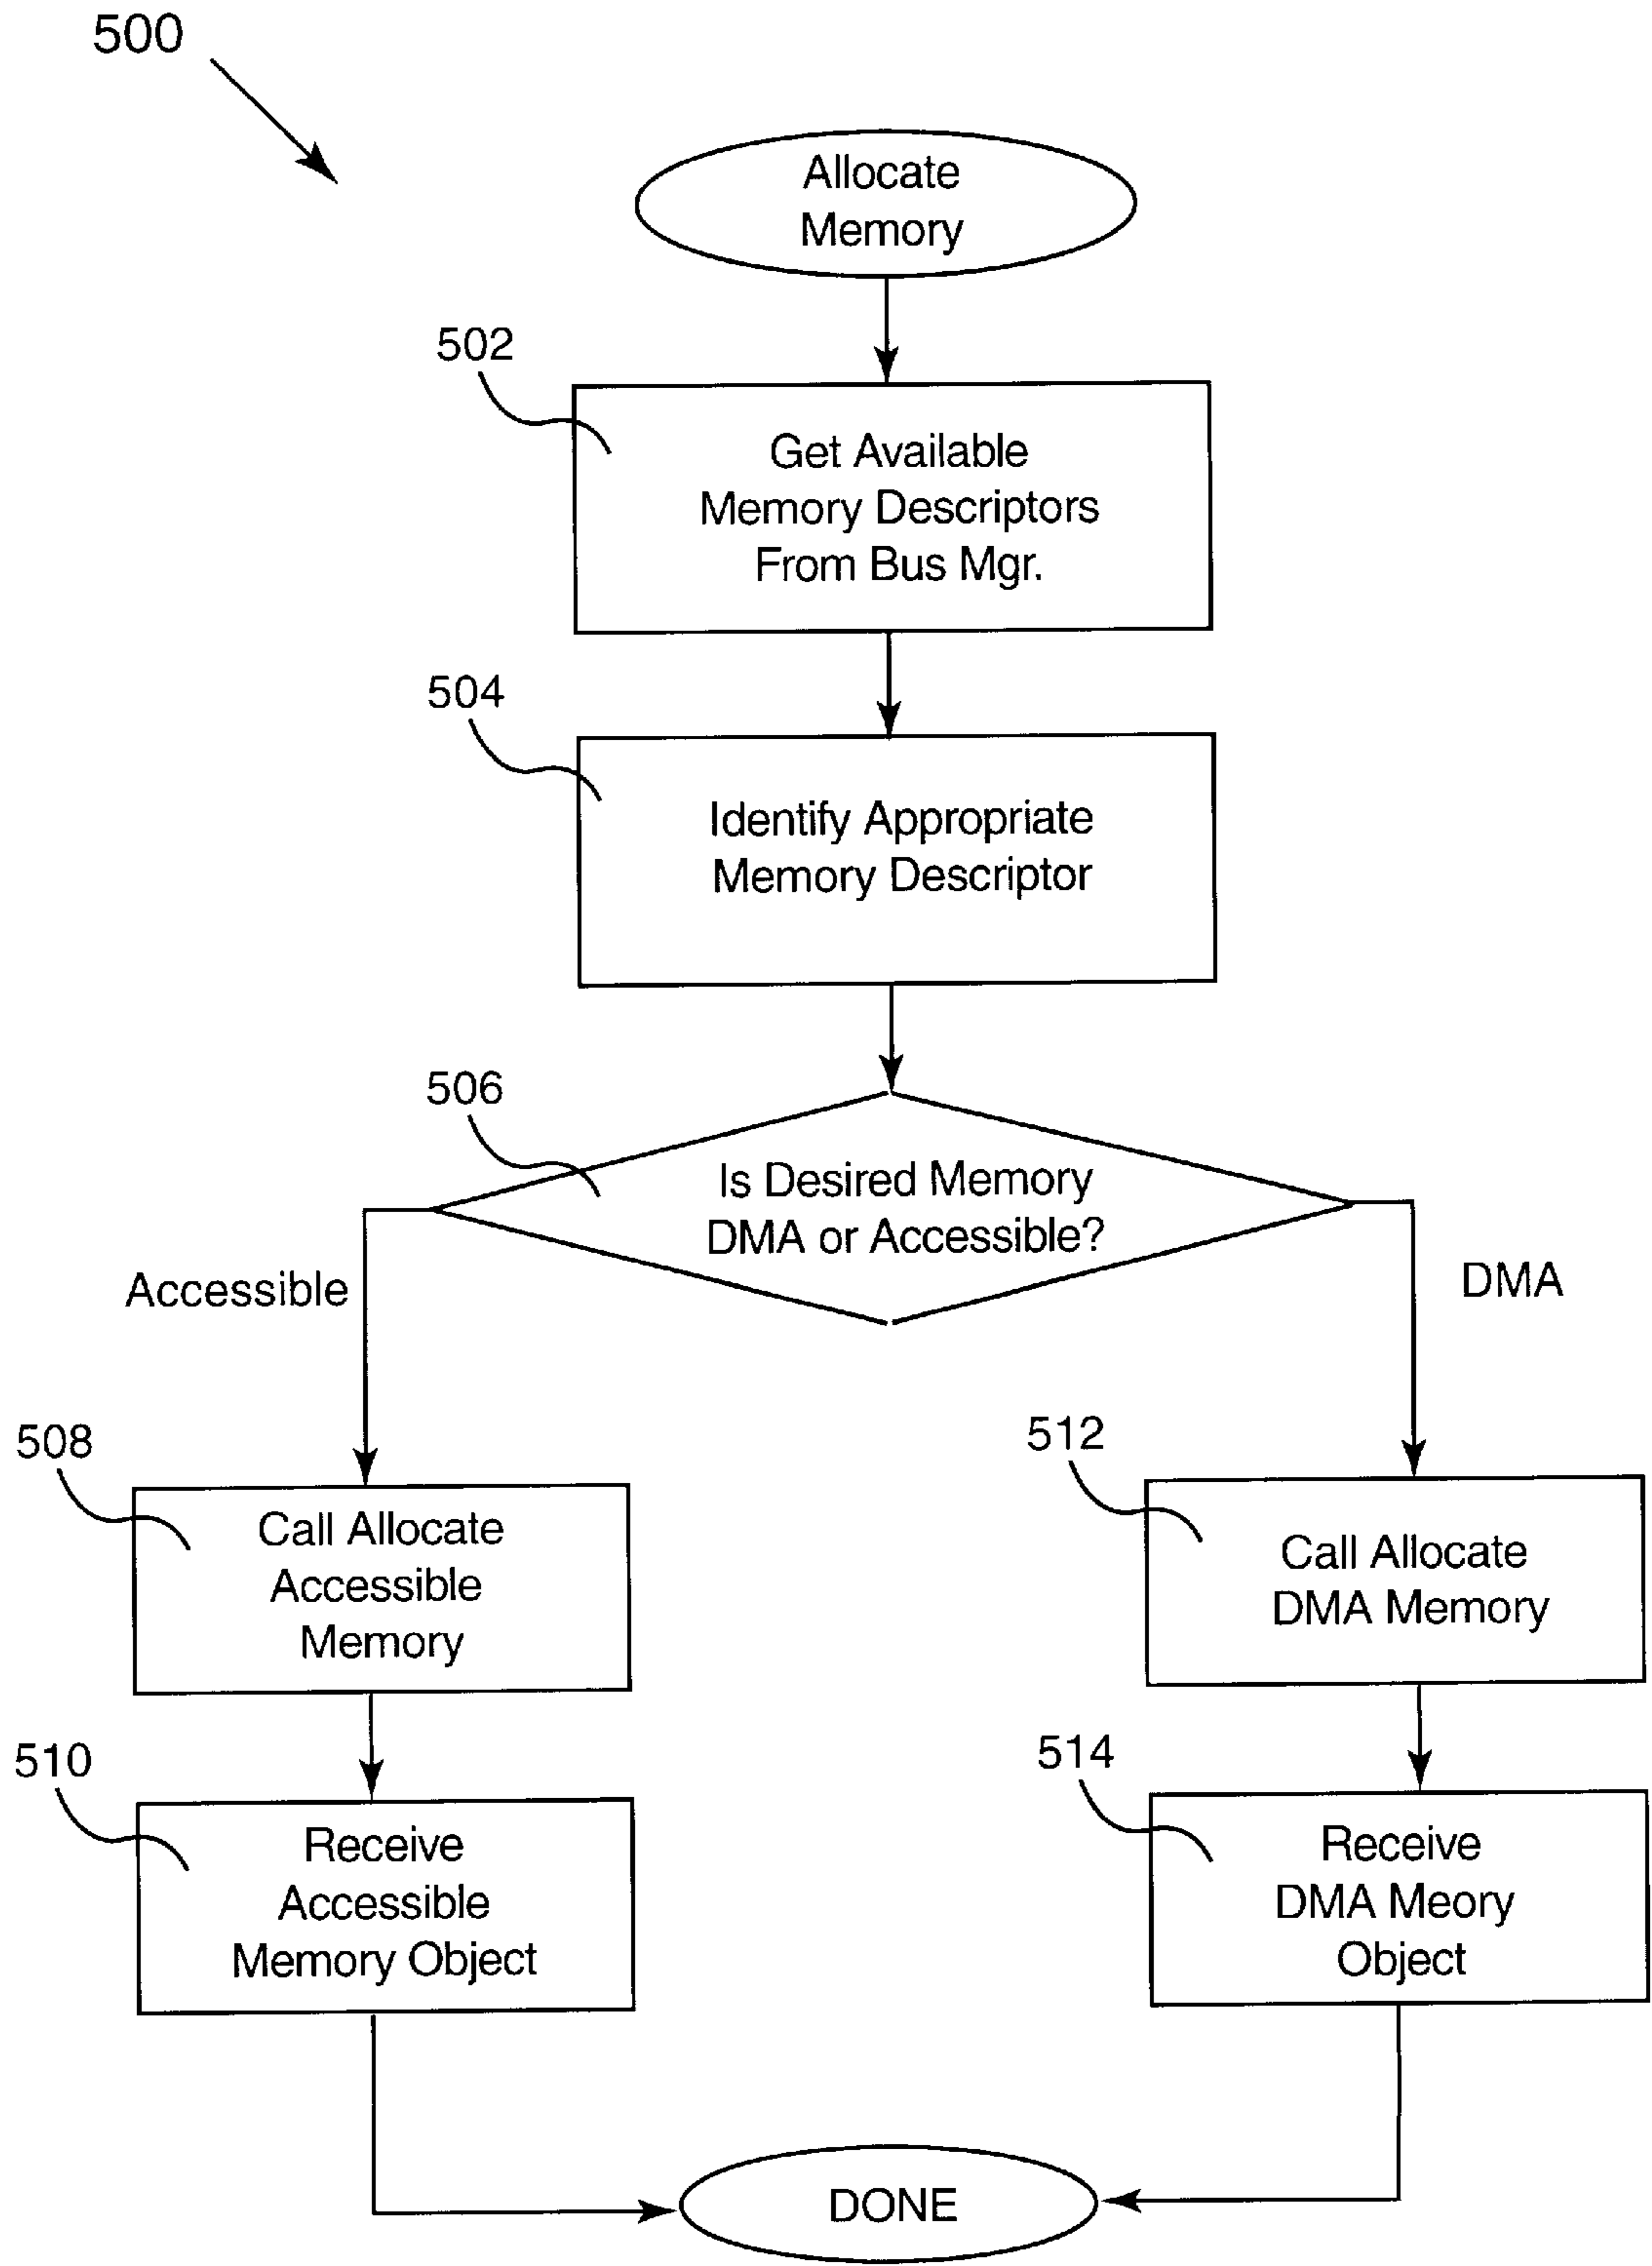 500
Allocate
Memory
502
Get Available
Memory Descriptors
From Bus Mgr.
504
Identify Appropriate
Memory Descriptor
506
Is Desired Memory
DMA or Accessible?
Accessible
DMA
508
Call Allocate
Accessible
Memory
512
Call Allocate
DMA Memory
510
Receive
Accessible
Memory Object
514
Receive
DMA Meory
Object
DONE